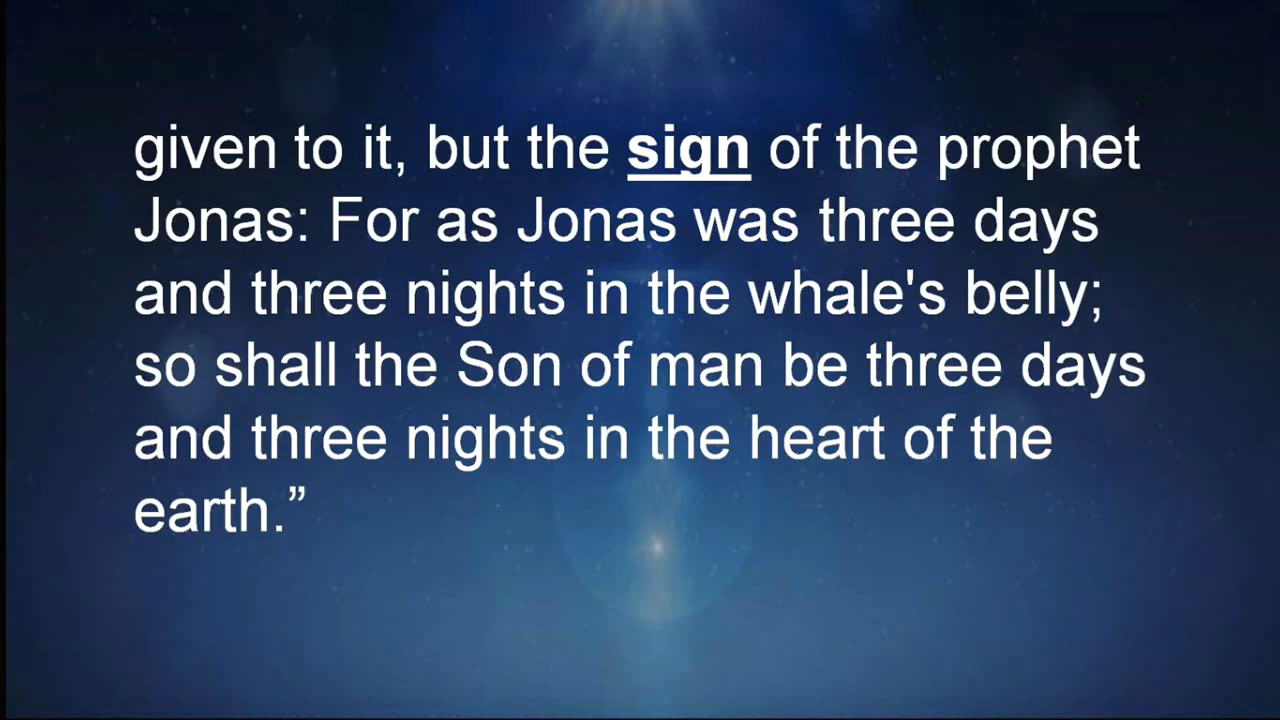 given to it, but the sign of the prophet
Jonas: For as Jonas was three days
and three nights in the whale's belly;
so shall the Son of man be three days
and three nights in the heart of the
earth.”